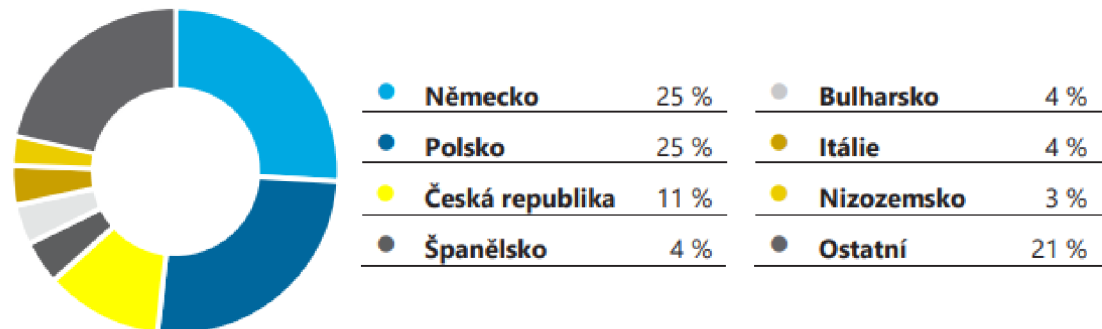 Německo 25 %
Polsko 25 %
Česká republika 11 %
Španělsko 4 %
Bulharsko 4 %
Itálie 4 %
Nizozemsko 3 %
Ostatní 21 %